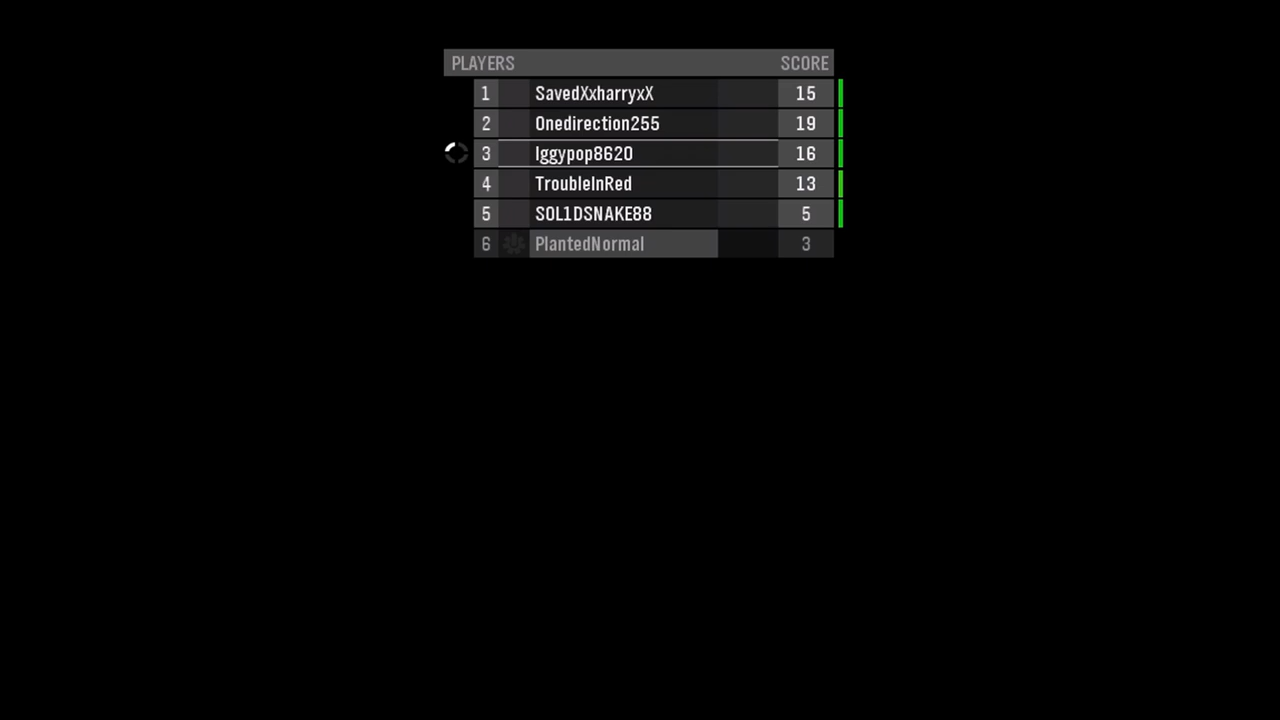 PLAYERS SCORE
1 SavedXxharryxX 15
2 Onedirection255 19
3 Iggypop8620 16
4 TroubleInRed 13
5 SOL1DSNAKE88 5
6 PlantedNormal 3